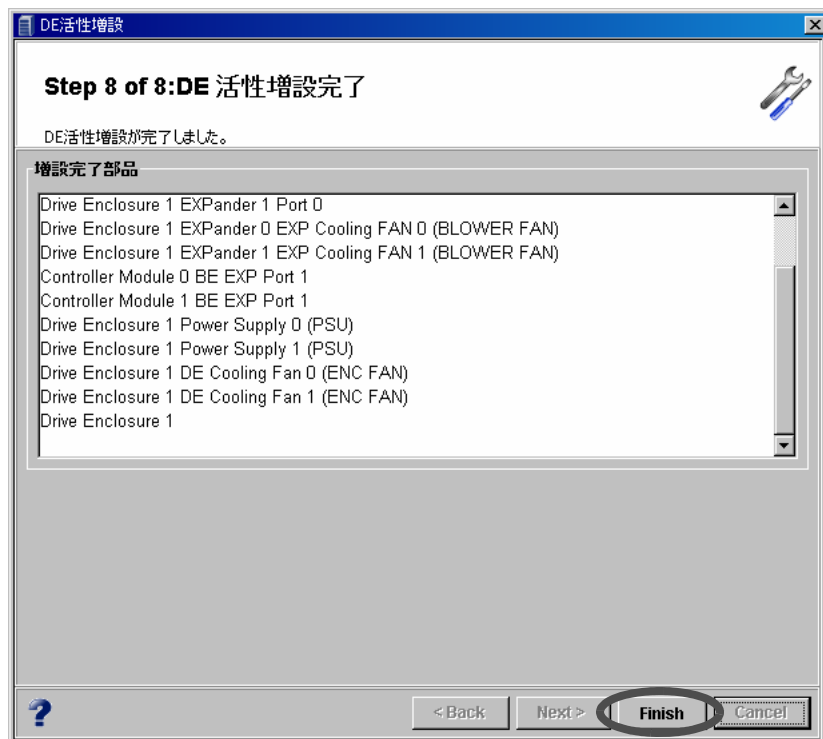 DE活性増設
Step 8 of 8:DE 活性増設完了
DE活性増設が完了しました。
増設完了部品
Drive Enclosure 1 EXPander 1 Port 0
Drive Enclosure 1 EXPander 0 EXP Cooling FAN 0 (BLOWER FAN)
Drive Enclosure 1 EXPander 1 EXP Cooling FAN 1 (BLOWER FAN)
Controller Module 0 BE EXP Port 1
Controller Module 1 BE EXP Port 1
Drive Enclosure 1 Power Supply 0 (PSU)
Drive Enclosure 1 Power Supply 1 (PSU)
Drive Enclosure 1 DE Cooling Fan 0 (ENC FAN)
Drive Enclosure 1 DE Cooling Fan 1 (ENC FAN)
Drive Enclosure 1
? < Back Next > Finish Cancel